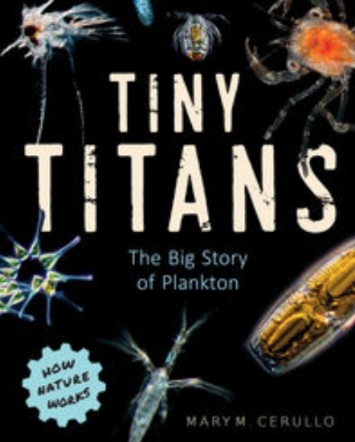 TINY
TITANS
The Big Story
of Plankton
HOW
NATURE
WORKS
MARY M. CERULLO